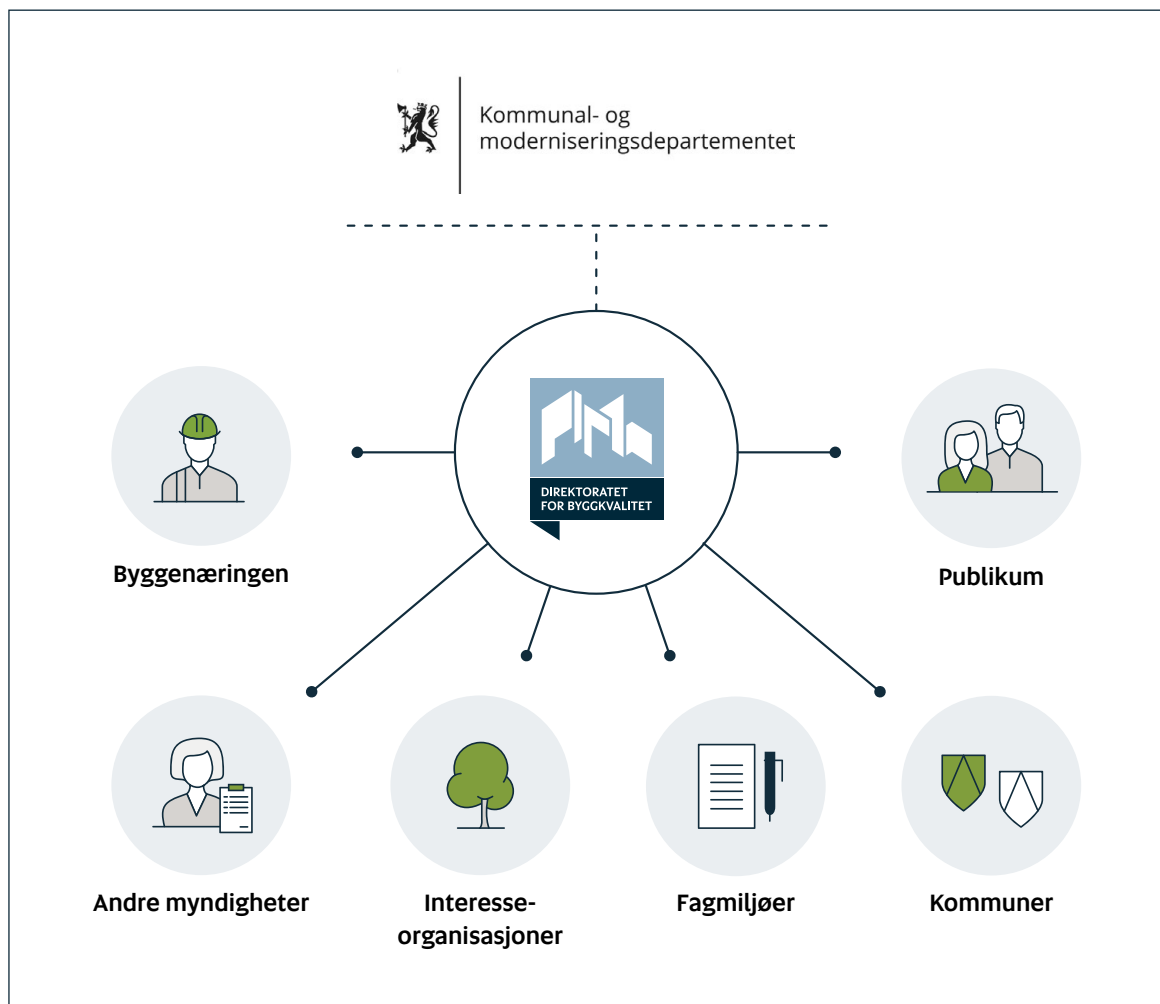 Kommunal- og
moderniseringsdepartementet
DIREKTORATET
FOR BYGGKVALITET
Byggenæringen
Publikum
Andre myndigheter
Interesse-
organisasjoner
Fagmiljøer
Kommuner